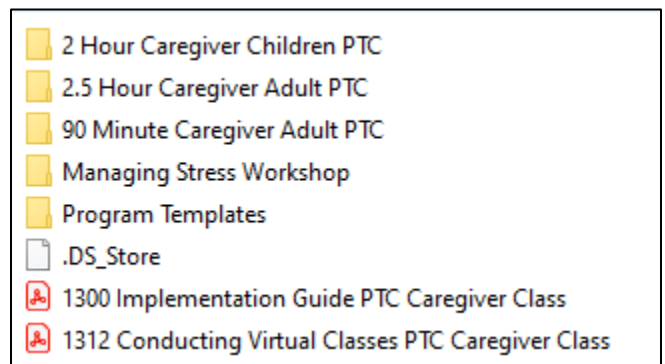 2 Hour Caregiver Children PTC
2.5 Hour Caregiver Adult PTC
90 Minute Caregiver Adult PTC
Managing Stress Workshop
Program Templates
.DS_Store
1300 Implementation Guide PTC Caregiver Class
1312 Conducting Virtual Classes PTC Caregiver Class